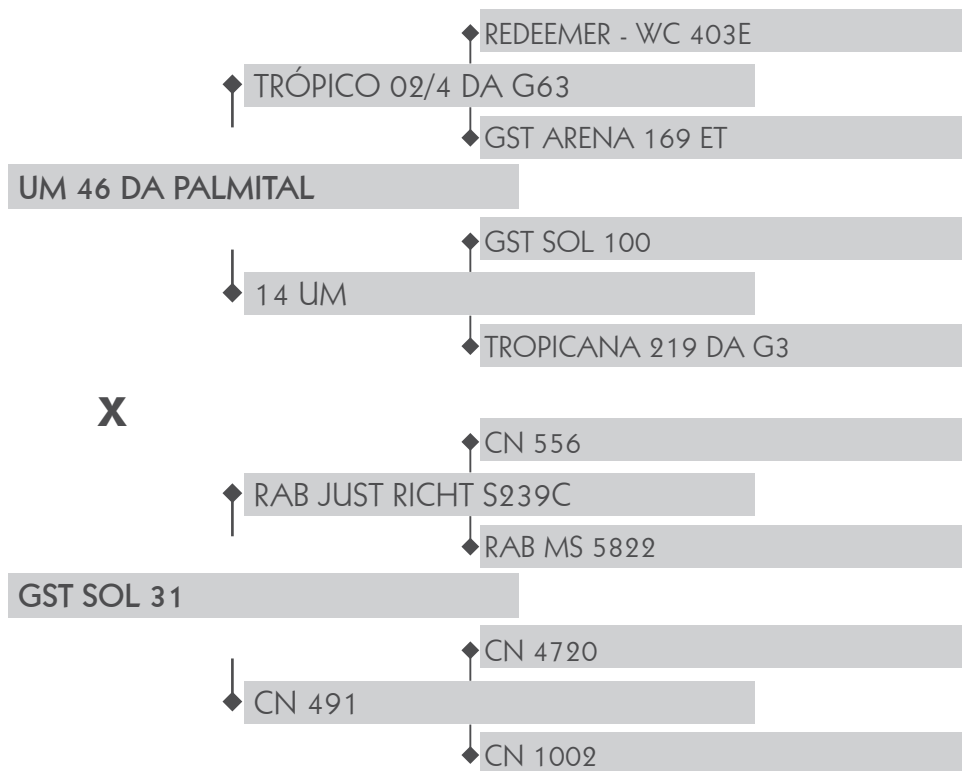 REDEEMER - WC 403E
TRÓPICO 02/4 DA G63
GST ARENA 169 ET
UM 46 DA PALMITAL
GST SOL 100
14 UM
TROPICANA 219 DA G3
X
CN 556
RAB JUST RICHT S239C
RAB MS 5822
GST SOL 31
CN 4720
CN 491
CN 1002